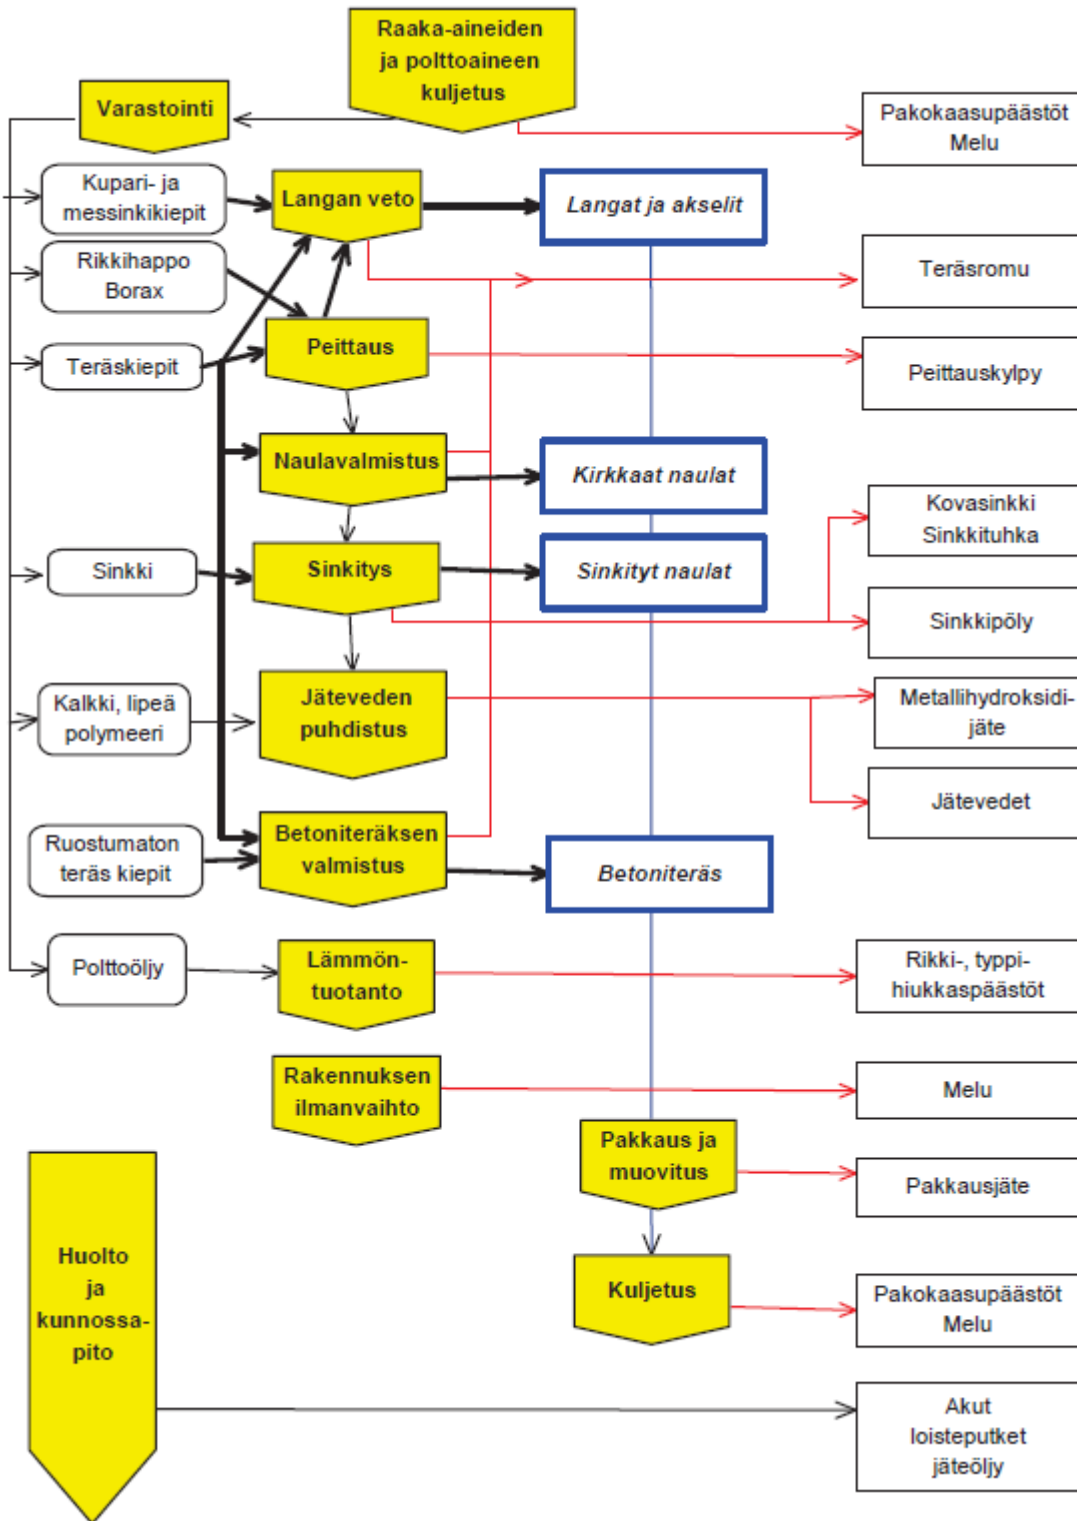 Raaka-aineiden
ja polttoaineen
kuljetus
Varastointi
Pakokaasupäästöt
Melu
Kupari- ja
messinkikiepit
Langan veto
Langat ja akselit
Rikkihappo
Borax
Teräsromu
Teräskiepit
Peittaus
Peittauskylpy
Naulavalmistus
Kirkkaat naulat
Kovasinkki
Sinkkituhka
Sinkki
Sinkitys
Sinkityt naulat
Sinkkipöly
Kalkki, lipeä
polymeeri
Jäteveden
puhdistus
Metallihydroksidi-
jäte
Jätevedet
Ruostumaton
teräs kiepit
Betoniteräksen
valmistus
Betoniteräs
Polttoöljy
Lämmön-
tuotanto
Rikki-, typpi-
hiukkaspäästöt
Rakennuksen
ilmanvaihto
Melu
Pakkaus ja
muovitus
Pakkausjäte
Huolto
ja
kunnossa-
pito
Kuljetus
Pakokaasupäästöt
Melu
Akut
loisteputket
jäteöljy